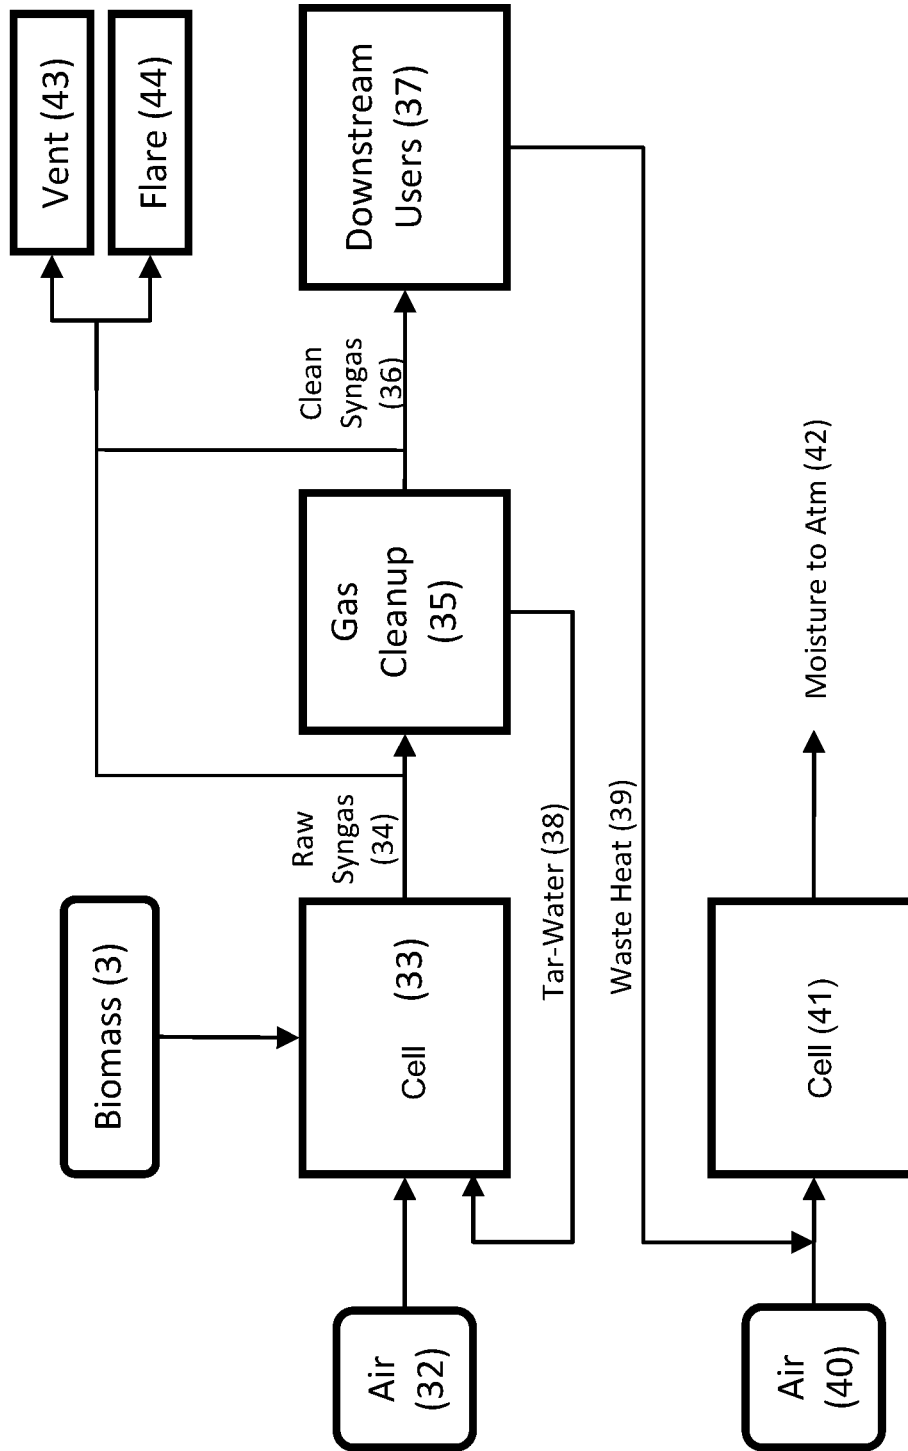 Vent (43)
Flare (44)
Biomass (3)
Raw
Syngas
(34)
Clean
Syngas
(36)
Air
(32)
Cell (33)
Gas
Cleanup
(35)
Downstream
Users (37)
Tar-Water (38)
Waste Heat (39)
Air
(40)
Cell (41)
Moisture to Atm (42)